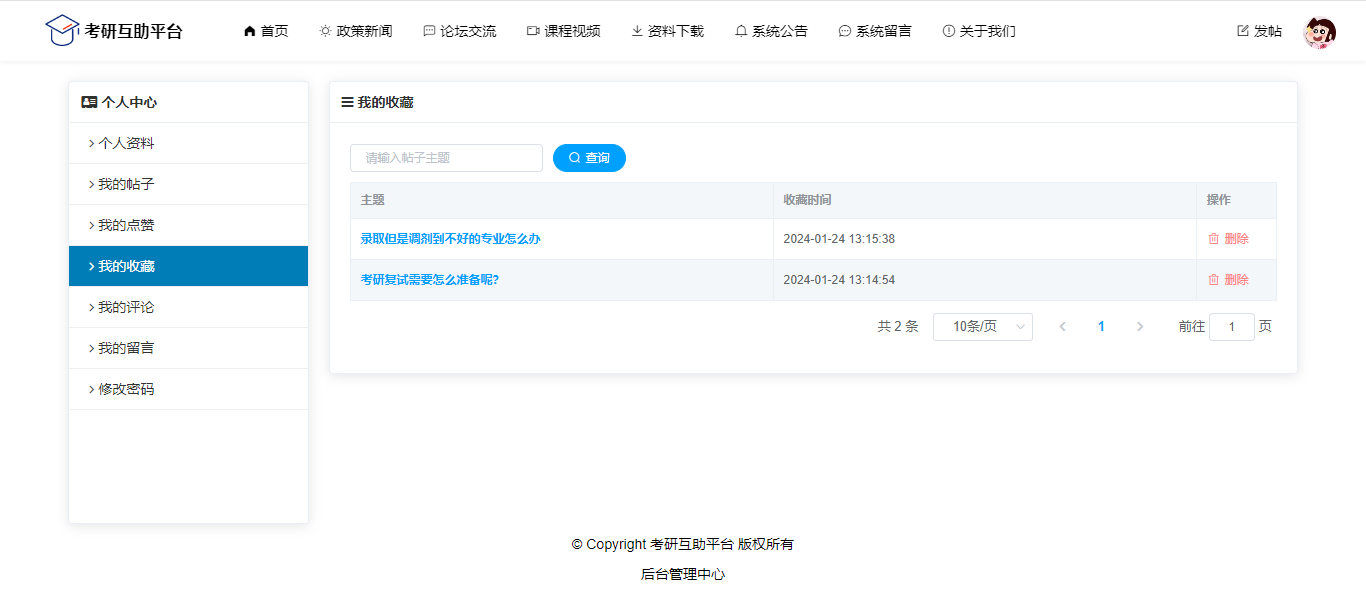 考研互助平台 首页 政策新闻 论坛交流 课程视频 资料下载 系统公告 系统留言 关于我们 发帖
个人中心
个人资料
我的帖子
我的点赞
我的收藏
我的评论
我的留言
修改密码
我的收藏
请输入帖子主题 查询
主题 收藏时间 操作
录取但是调剂到不好的专业怎么办 2024-01-24 13:15:38 删除
考研复试需要怎么准备呢? 2024-01-24 13:14:54 删除
共 2 条 10条/页 1 前往 1 页
© Copyright 考研互助平台 版权所有
后台管理中心